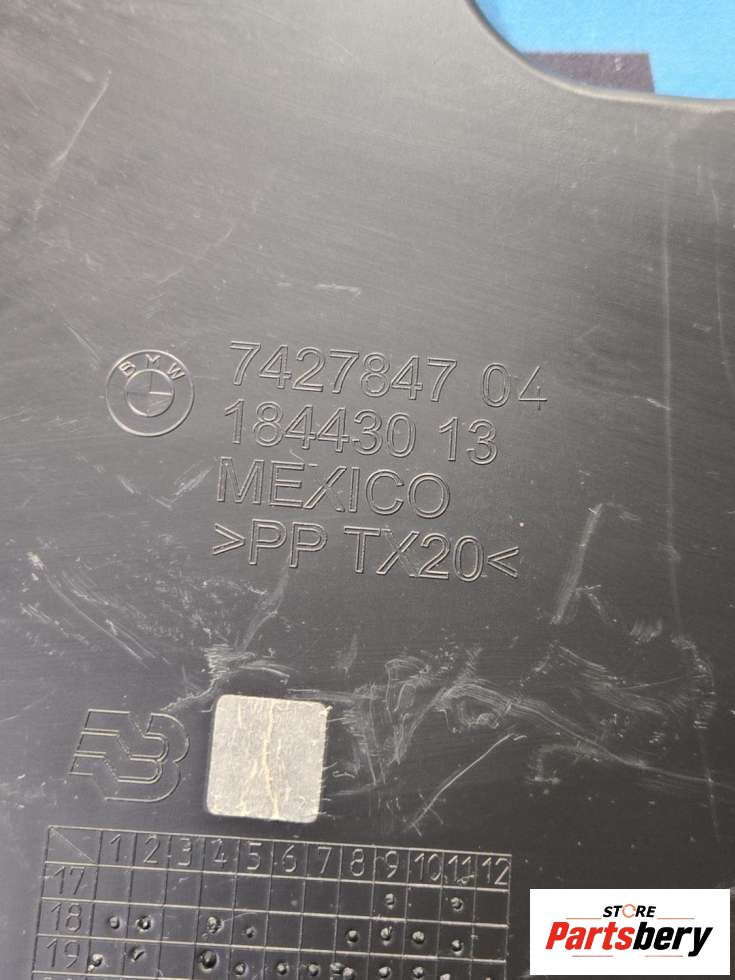 BMW
7427847 04
184430 13
MEXICO
>PP TX20<
1 2 3 4 5 6 7 8 9 10 11 12
17
18
19
STORE
Partsbery